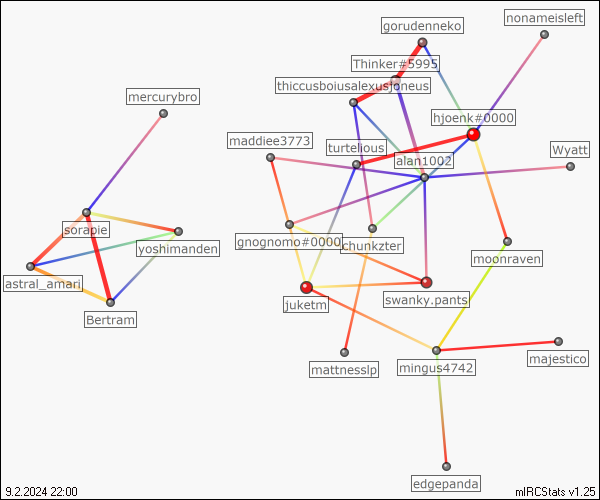 nonameisleft
gorudenneko
Thinker#5995
thiccusboiusalexusjoneus
mercurybro
hjoenk#0000
maddiee3773
turtelious
alan1002
Wyatt
sorapie
yoshimanden
gnognomo#0000
chunkzter
moonraven
astral_amari
swanky.pants
juketm
Bertram
majestico
mattnesslp
mingus4742
edgepanda
9.2.2024 22:00
mIRCStats v1.25